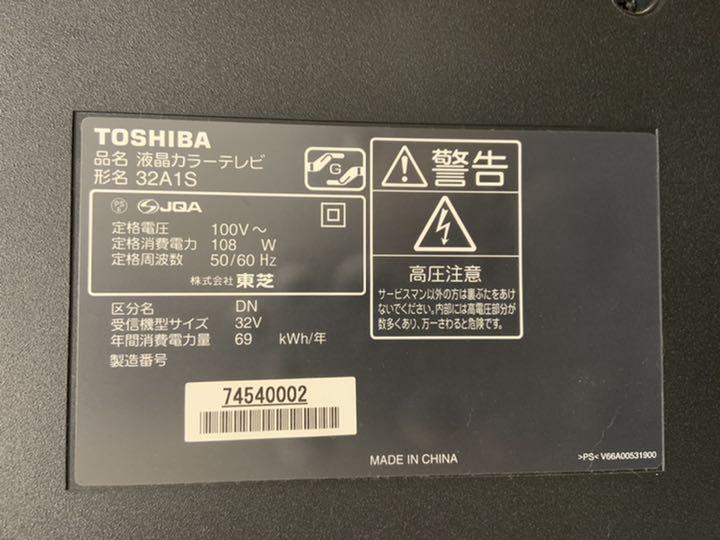 TOSHIBA
品名 液晶カラーテレビ
形名 32A1S
G
PS
E
JQA
定格電圧 100V～
定格消費電力 108 W
定格周波数 50/60 Hz
株式会社 東芝
区分名 DN
受信機型サイズ 32V
年間消費電力量 69 kWh/年
製造番号
74540002
警告
高圧注意
サービスマン以外の方は裏ぶたをあけ
ないでください。内部には高電圧部分が
数多くあり、万一さわると危険です。
MADE IN CHINA
>PS< V66A00531900